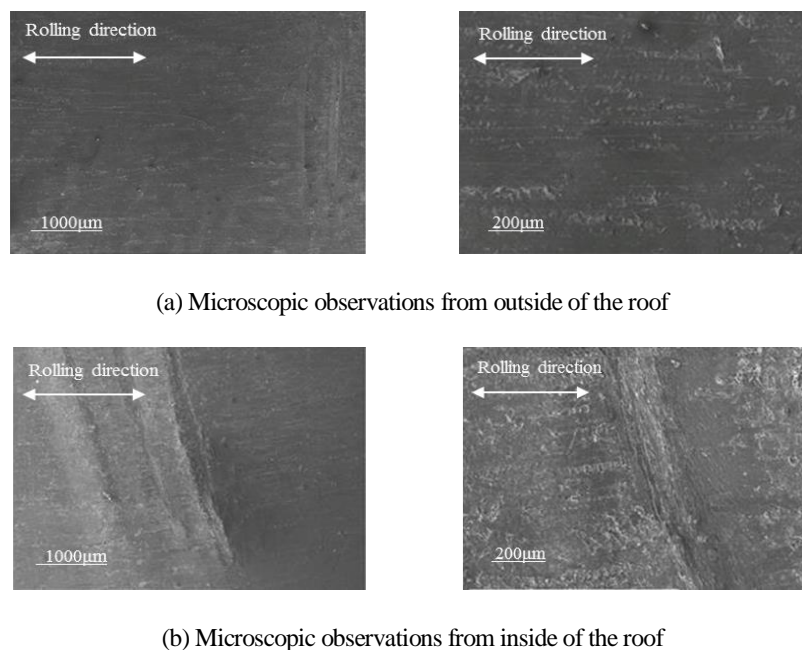 Rolling direction
Rolling direction
1000μm
200μm
(a) Microscopic observations from outside of the roof
Rolling direction
Rolling direction
1000μm
200μm
(b) Microscopic observations from inside of the roof